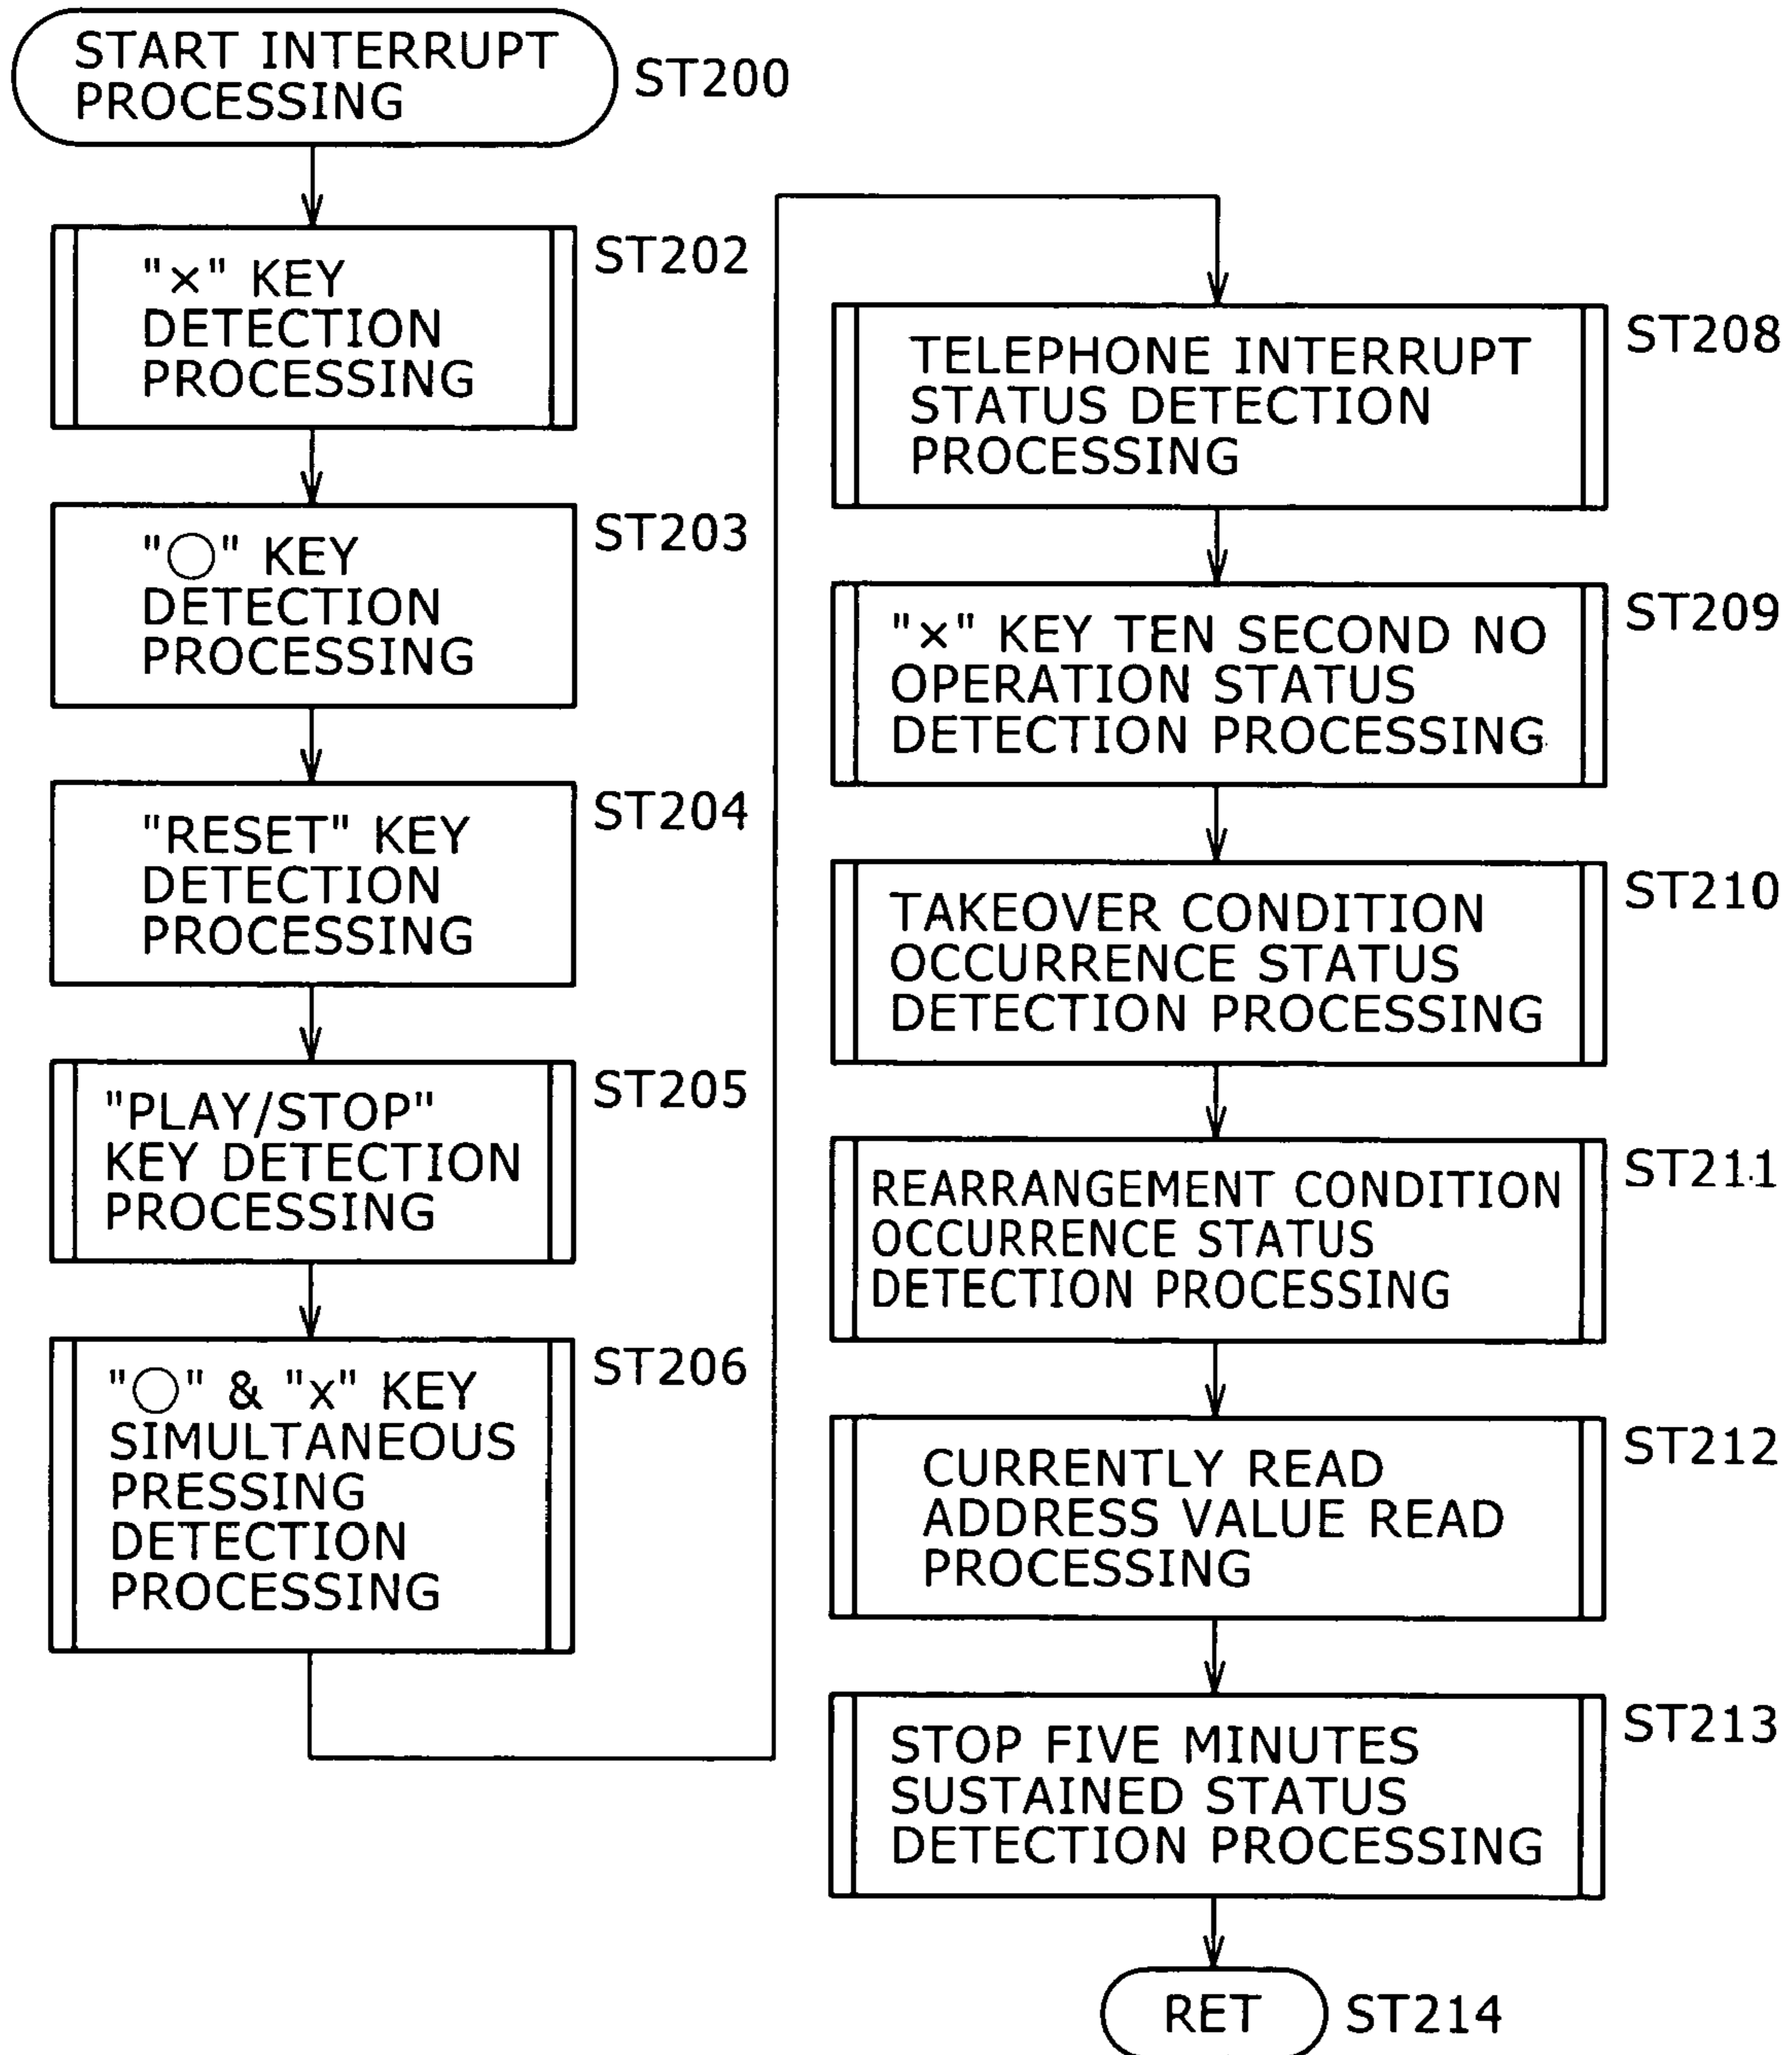 START INTERRUPT
PROCESSING
ST200
"×" KEY
DETECTION
PROCESSING
ST202
"○" KEY
DETECTION
PROCESSING
ST203
"RESET" KEY
DETECTION
PROCESSING
ST204
"PLAY/STOP"
KEY DETECTION
PROCESSING
ST205
"○" & "x" KEY
SIMULTANEOUS
PRESSING
DETECTION
PROCESSING
ST206
TELEPHONE INTERRUPT
STATUS DETECTION
PROCESSING
ST208
"×" KEY TEN SECOND NO
OPERATION STATUS
DETECTION PROCESSING
ST209
TAKEOVER CONDITION
OCCURRENCE STATUS
DETECTION PROCESSING
ST210
REARRANGEMENT CONDITION
OCCURRENCE STATUS
DETECTION PROCESSING
ST211
CURRENTLY READ
ADDRESS VALUE READ
PROCESSING
ST212
STOP FIVE MINUTES
SUSTAINED STATUS
DETECTION PROCESSING
ST213
RET
ST214